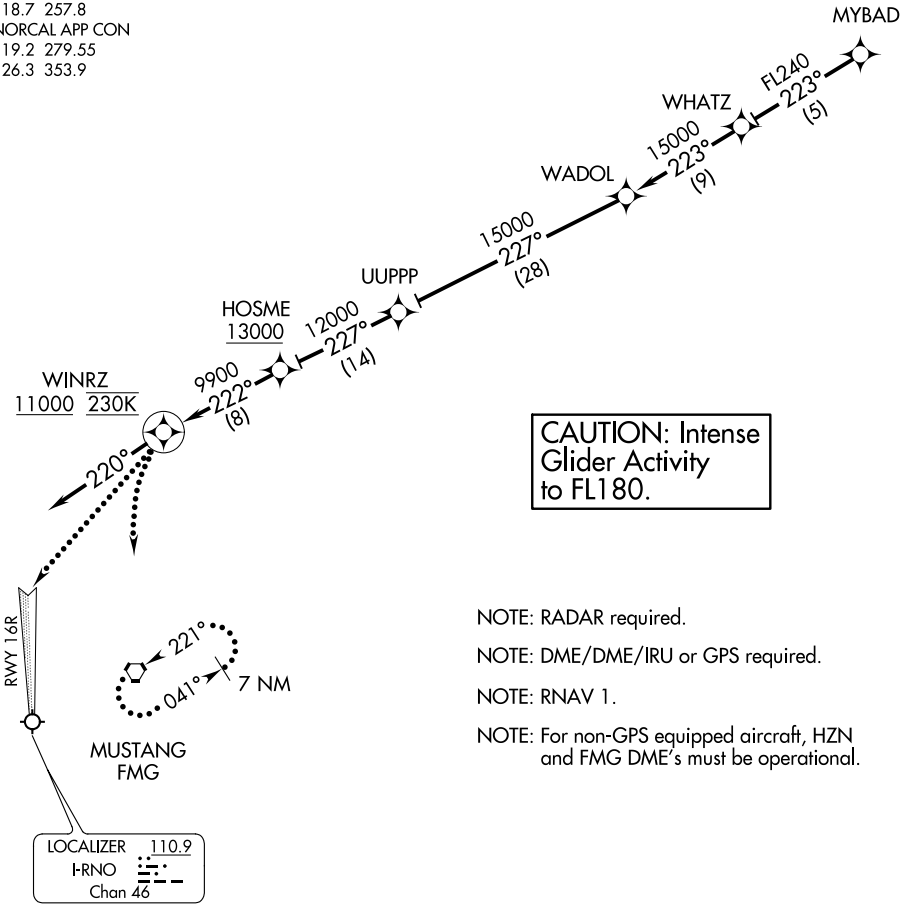 18.7 257.8
NORCAL APP CON
19.2 279.55
26.3 353.9
MYBAD
FL240
223°
(5)
WHATZ
15000
223°
(9)
WADOL
15000
227°
(28)
UUPPP
12000
227°
(14)
HOSME
13000
9900
222°
(8)
WINRZ
11000 230K
220°
CAUTION: Intense
Glider Activity
to FL180.
RWY 16R
221°
041°
7 NM
MUSTANG
FMG
NOTE: RADAR required.
NOTE: DME/DME/IRU or GPS required.
NOTE: RNAV 1.
NOTE: For non-GPS equipped aircraft, HZN
and FMG DME's must be operational.
LOCALIZER 110.9
I-RNO
Chan 46